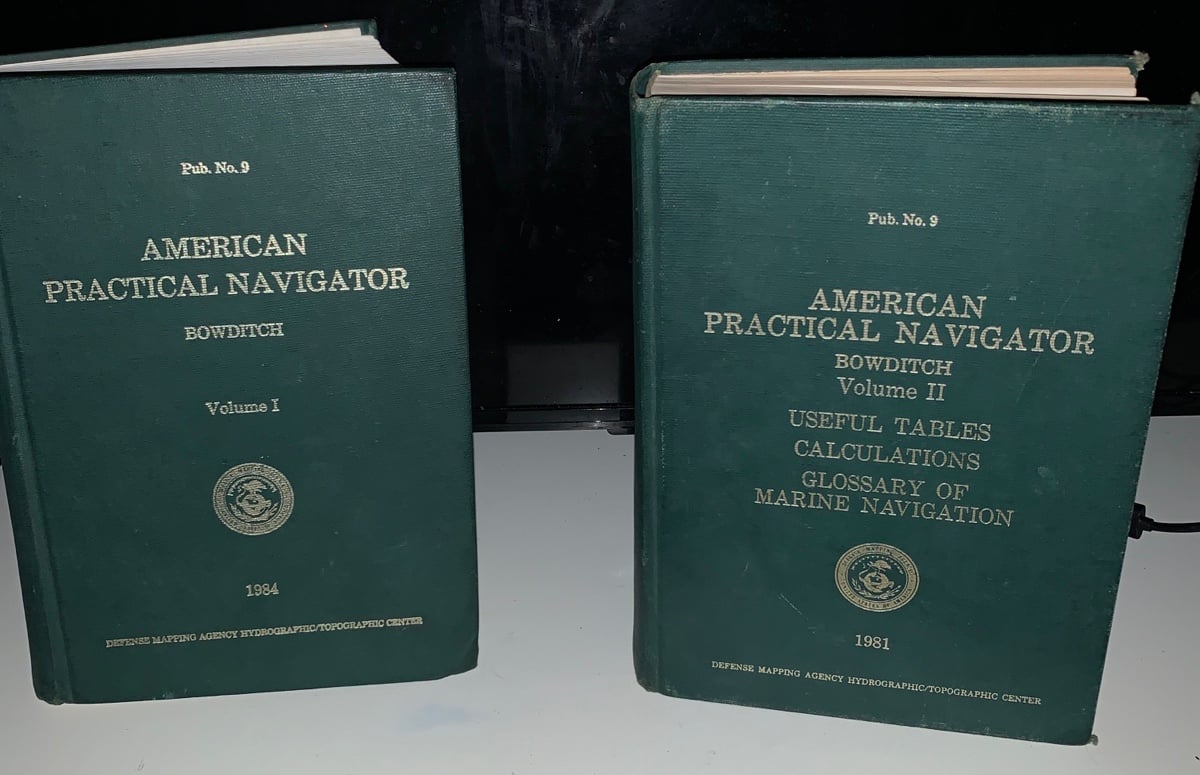 Pub. No. 9
AMERICAN
PRACTICAL NAVIGATOR
BOWDITCH
Volume I
1984
DEFENSE MAPPING AGENCY HYDROGRAPHIC/TOPOGRAPHIC CENTER
Pub. No. 9
AMERICAN
PRACTICAL NAVIGATOR
BOWDITCH
Volume II
USEFUL TABLES
CALCULATIONS
GLOSSARY OF
MARINE NAVIGATION
1981
DEFENSE MAPPING AGENCY HYDROGRAPHIC/TOPOGRAPHIC CENTER